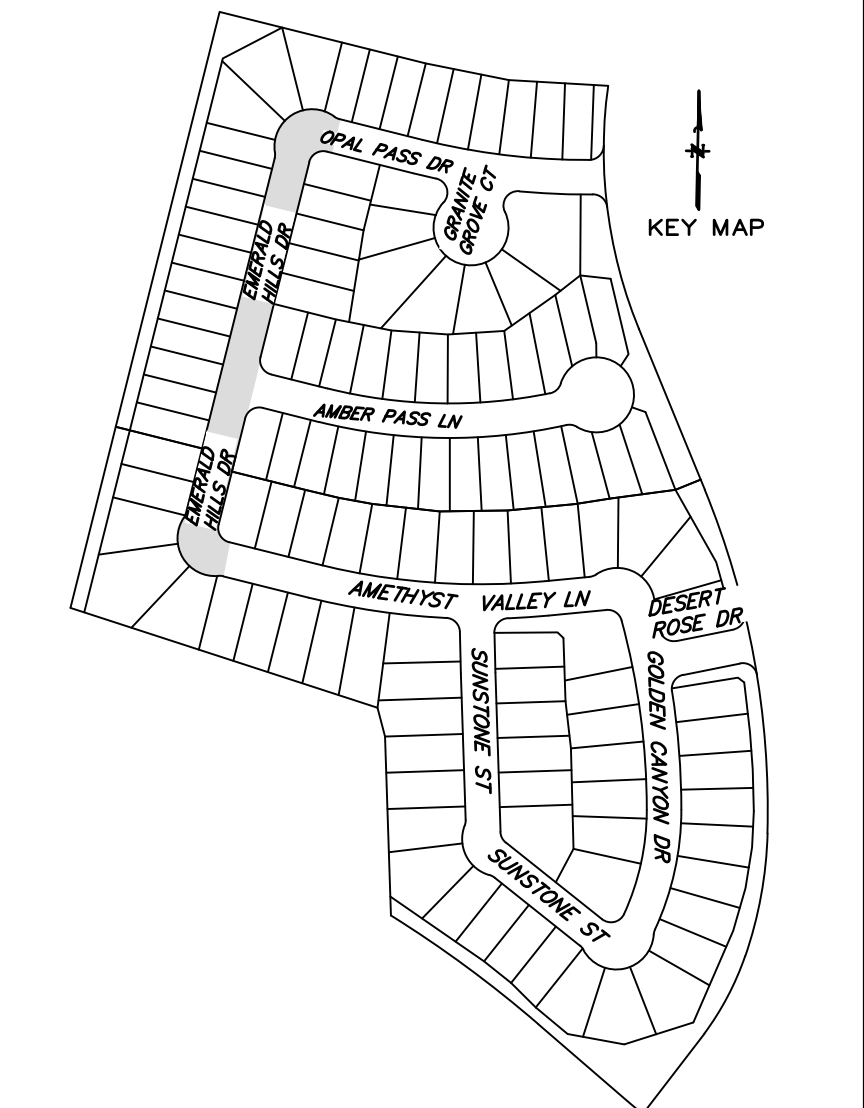 OPAL PASS DR
GRANITE
GROVE CT
N
KEY MAP
EMERALD
HILLS DR
AMBER PASS LN
EMERALD
HILLS DR
AMETHYST VALLEY LN
DESERT
ROSE DR
SUNSTONE ST
GOLDEN CANYON DR
SUNSTONE ST